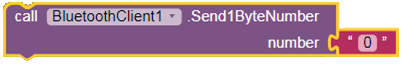 call BluetoothClient1 .Send1ByteNumber
number " 0 "